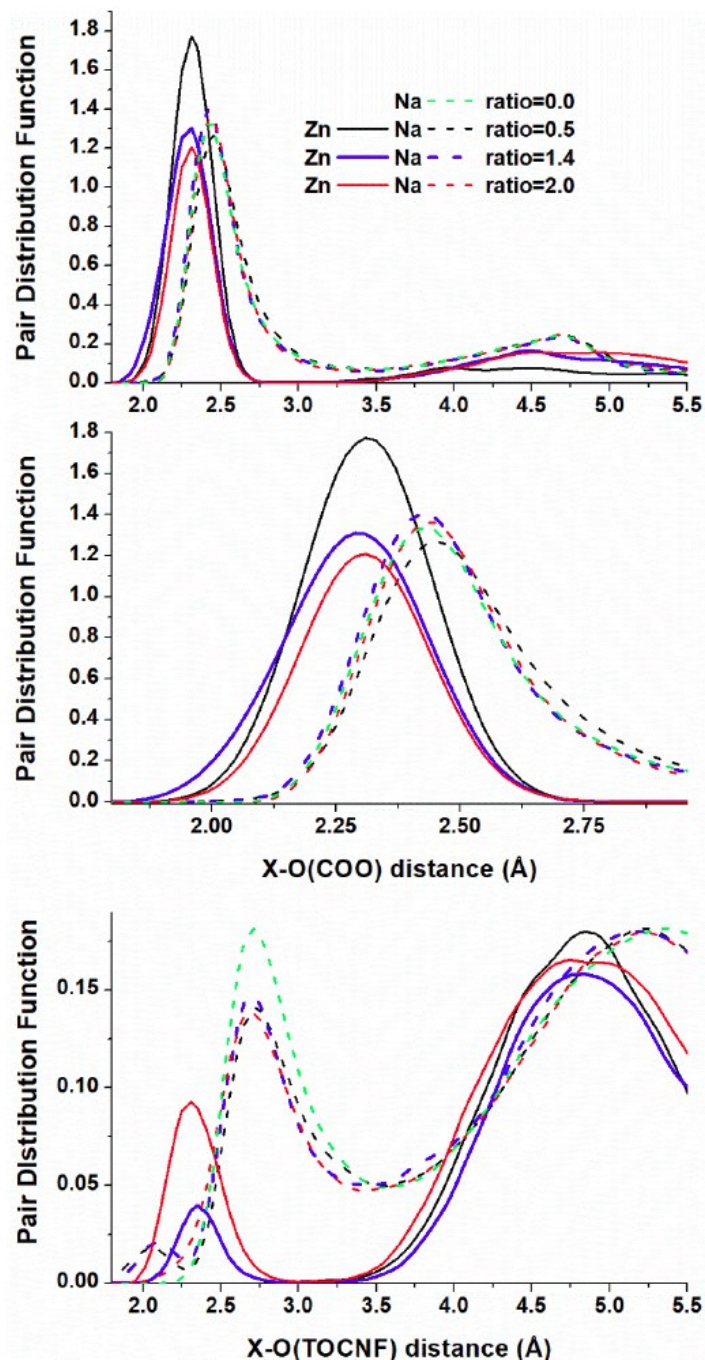 Pair Distribution Function
1.8
1.6
1.4
1.2
1.0
0.8
0.6
0.4
0.2
0.0
Na ratio=0.0
Zn Na ratio=0.5
Zn Na ratio=1.4
Zn Na ratio=2.0
2.0 2.5 3.0 3.5 4.0 4.5 5.0 5.5
Pair Distribution Function
1.8
1.6
1.4
1.2
1.0
0.8
0.6
0.4
0.2
0.0
2.00 2.25 2.50 2.75
X-O(COO) distance (Å)
Pair Distribution Function
0.15
0.10
0.05
0.00
2.0 2.5 3.0 3.5 4.0 4.5 5.0 5.5
X-O(TOCNF) distance (Å)